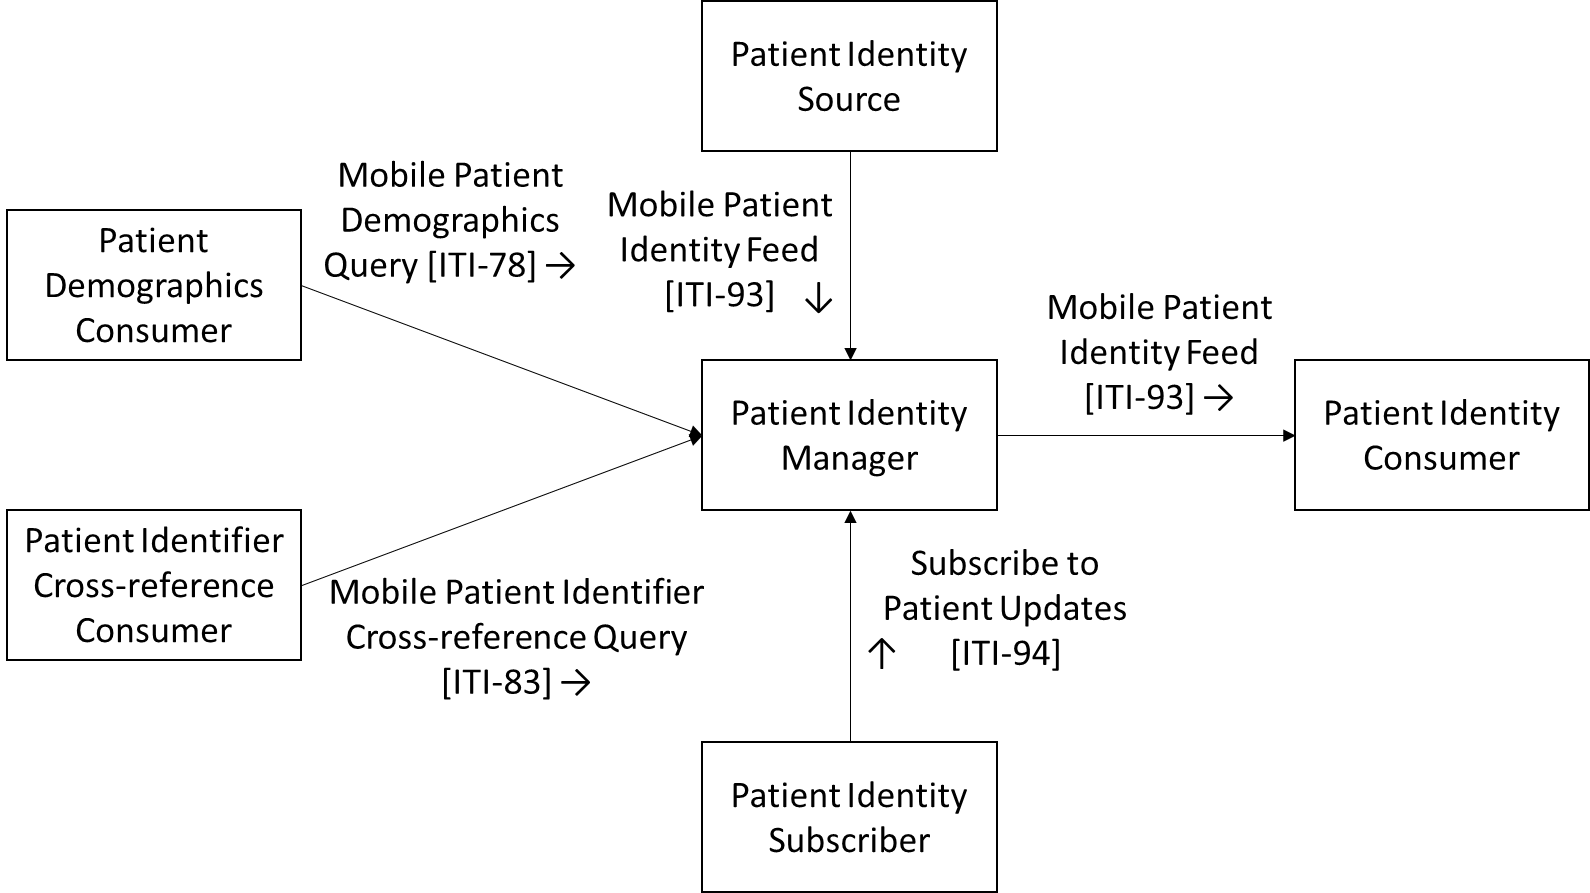 Patient Identity
Source
Mobile Patient
Demographics
Query [ITI-78] →
Mobile Patient
Identity Feed
[ITI-93] ↓
Patient
Demographics
Consumer
Mobile Patient
Identity Feed
[ITI-93] →
Patient Identity
Manager
Patient Identity
Consumer
Patient Identifier
Cross-reference
Consumer
Mobile Patient Identifier
Cross-reference Query
[ITI-83] →
Subscribe to
Patient Updates
↑ [ITI-94]
Patient Identity
Subscriber